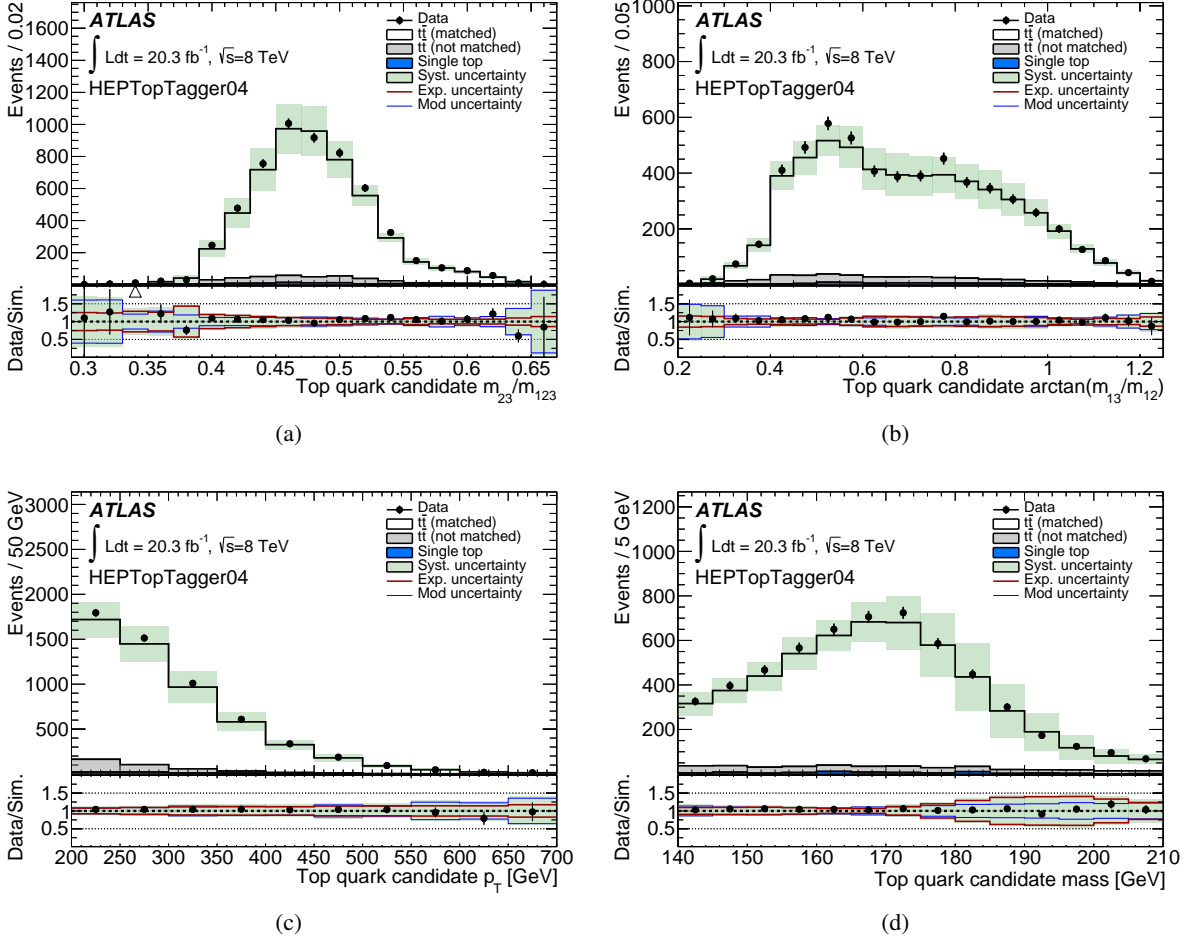 ATLAS
∫ Ldt = 20.3 fb⁻¹, √s=8 TeV
HEPTopTagger04
Data
tt̄ (matched)
tt̄ (not matched)
Single top
Syst. uncertainty
Exp. uncertainty
Mod uncertainty
Events / 0.02
1600
1400
1200
1000
800
600
400
200
Data/Sim.
1.5
1
0.5
0.3 0.35 0.4 0.45 0.5 0.55 0.6 0.65
Top quark candidate m₂₃/m₁₂₃
(a)
ATLAS
∫ Ldt = 20.3 fb⁻¹, √s=8 TeV
HEPTopTagger04
Data
tt̄ (matched)
tt̄ (not matched)
Single top
Syst. uncertainty
Exp. uncertainty
Mod uncertainty
Events / 0.05
1000
800
600
400
200
Data/Sim.
1.5
1
0.5
0.2 0.4 0.6 0.8 1 1.2
Top quark candidate arctan(m₁₃/m₁₂)
(b)
ATLAS
∫ Ldt = 20.3 fb⁻¹, √s=8 TeV
HEPTopTagger04
Data
tt̄ (matched)
tt̄ (not matched)
Single top
Syst. uncertainty
Exp. uncertainty
Mod uncertainty
Events / 50 GeV
3000
2500
2000
1500
1000
500
Data/Sim.
1.5
1
0.5
200 250 300 350 400 450 500 550 600 650 700
Top quark candidate p_T [GeV]
(c)
ATLAS
∫ Ldt = 20.3 fb⁻¹, √s=8 TeV
HEPTopTagger04
Data
tt̄ (matched)
tt̄ (not matched)
Single top
Syst. uncertainty
Exp. uncertainty
Mod uncertainty
Events / 5 GeV
1200
1000
800
600
400
200
Data/Sim.
1.5
1
0.5
140 150 160 170 180 190 200 210
Top quark candidate mass [GeV]
(d)